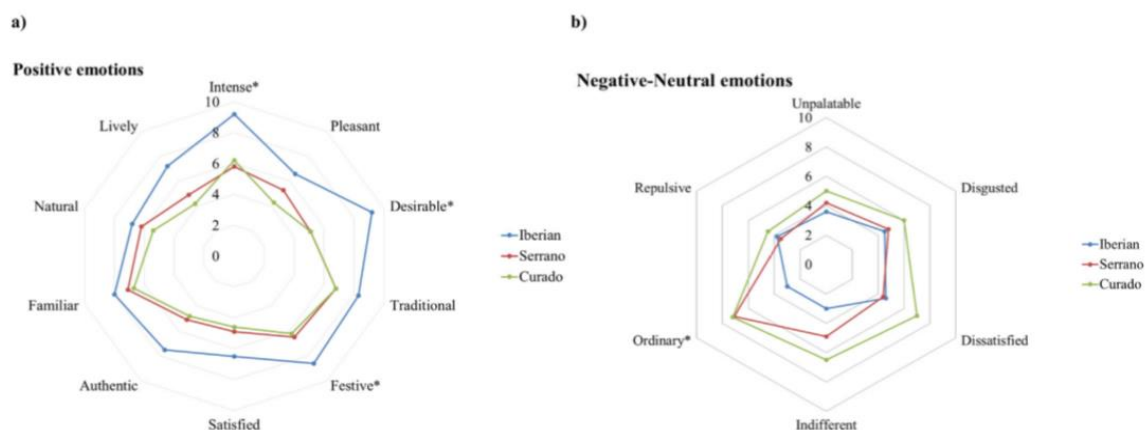 a)
Positive emotions
Intense*
10
8
6
4
2
0
Pleasant
Desirable*
Traditional
Festive*
Satisfied
Authentic
Familiar
Natural
Lively
Iberian
Serrano
Curado
b)
Negative-Neutral emotions
Unpalatable
10
8
6
4
2
0
Disgusted
Dissatisfied
Indifferent
Ordinary*
Repulsive
Iberian
Serrano
Curado